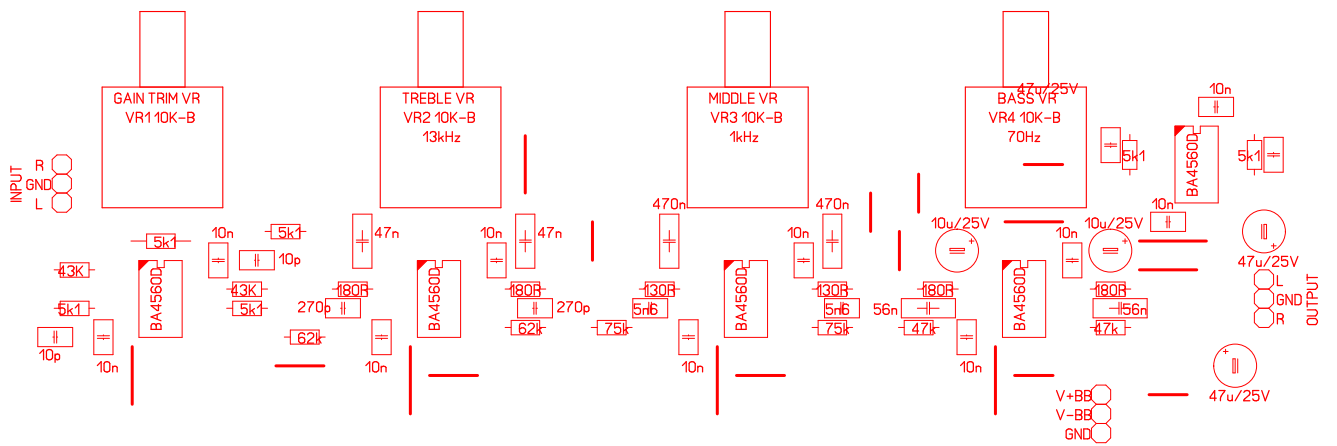 GAIN TRIM VR
VR1 10K-B
TREBLE VR
VR2 10K-B
13kHz
MIDDLE VR
VR3 10K-B
1kHz
47u/25V
BASS VR
VR4 10K-B
70Hz
10n
5k1
BA4560D
5k1
INPUT
R
GND
L
10n
470n
470n
10u/25V
10u/25V
5k1
5k1
10n
47n
10n
47n
10n
10n
10p
43K
BA4560D
43K
180R
BA4560D
180R
130R
BA4560D
130R
180R
BA4560D
180R
47u/25V
L
GND
R
OUTPUT
5k1
5k1
270p
270p
5n6
5n6
56n
56n
62k
62k
75k
75k
47k
47k
10p
10n
10n
10n
10n
47u/25V
V+BB
V-BB
GND